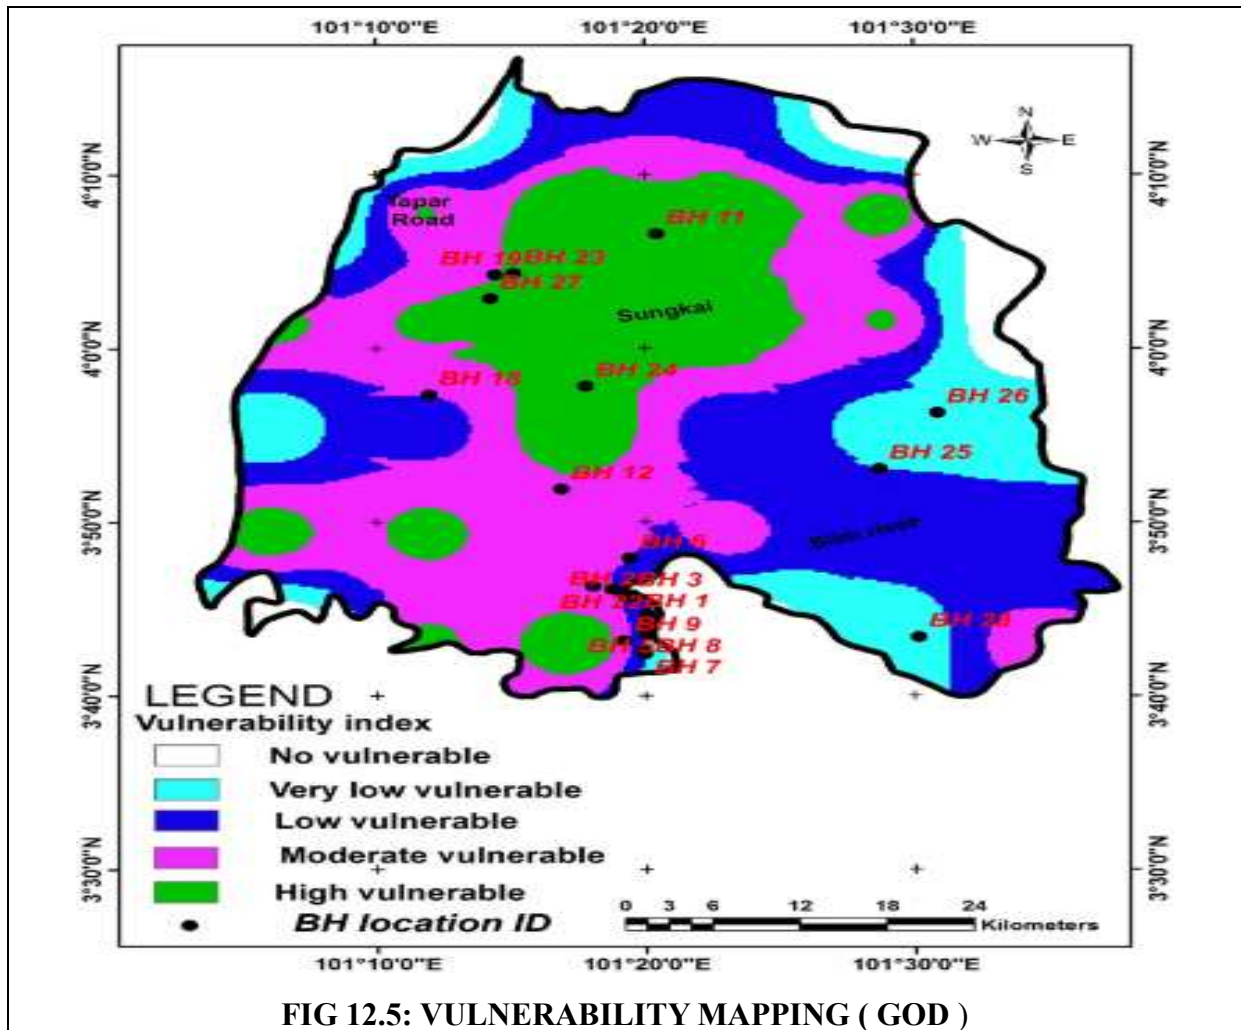 101°10'0"E 101°20'0"E 101°30'0"E
N
W E
S
4°10'0"N 4°10'0"N
Tapar
Road
BH 11
BH 19 BH 23
BH 27
Sungkai
4°0'0"N 4°0'0"N
BH 24
BH 18
BH 26
BH 25
BH 12
3°50'0"N 3°50'0"N
BH 6
BH 3
BH 1
BH 9
BH 8
BH 7
3°40'0"N 3°40'0"N
LEGEND
Vulnerability index
No vulnerable
Very low vulnerable
Low vulnerable
Moderate vulnerable
High vulnerable
BH location ID
3°30'0"N 3°30'0"N
0 3 6 12 18 24
Kilometers
101°10'0"E 101°20'0"E 101°30'0"E
FIG 12.5: VULNERABILITY MAPPING ( GOD )